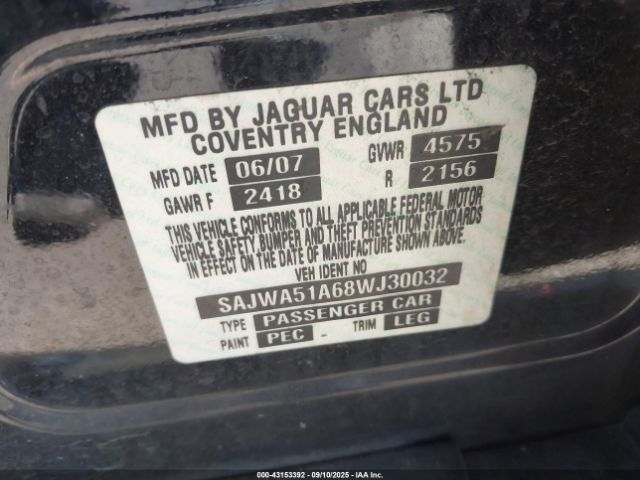 MFD BY JAGUAR CARS LTD
COVENTRY ENGLAND
MFD DATE 06/07 GVWR 4575
GAWR F 2418 R 2156
THIS VEHICLE CONFORMS TO ALL APPLICABLE FEDERAL MOTOR
VEHICLE SAFETY, BUMPER AND THEFT PREVENTION STANDARDS
IN EFFECT ON THE DATE OF MANUFACTURE SHOWN ABOVE.
VEH IDENT NO
SAJWA51A68WJ30032
TYPE PASSENGER CAR
PAINT PEC - TRIM LEG
000-43153392 - 09/10/2025 - IAA Inc.